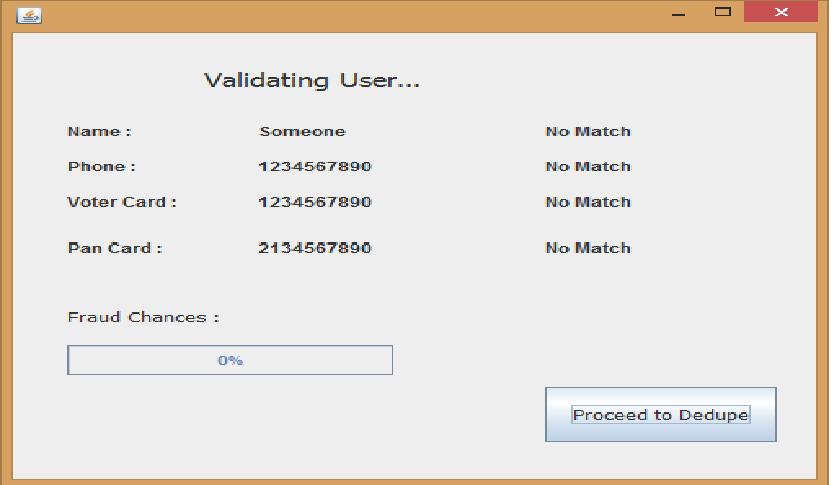 Validating User...
Name : Someone No Match
Phone : 1234567890 No Match
Voter Card : 1234567890 No Match
Pan Card : 2134567890 No Match
Fraud Chances :
0%
Proceed to Dedupe